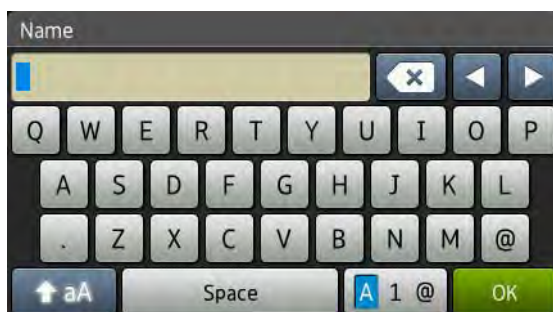 Name
Q W E R T Y U I O P
A S D F G H J K L
. Z X C V B N M @
aA Space A 1 @ OK